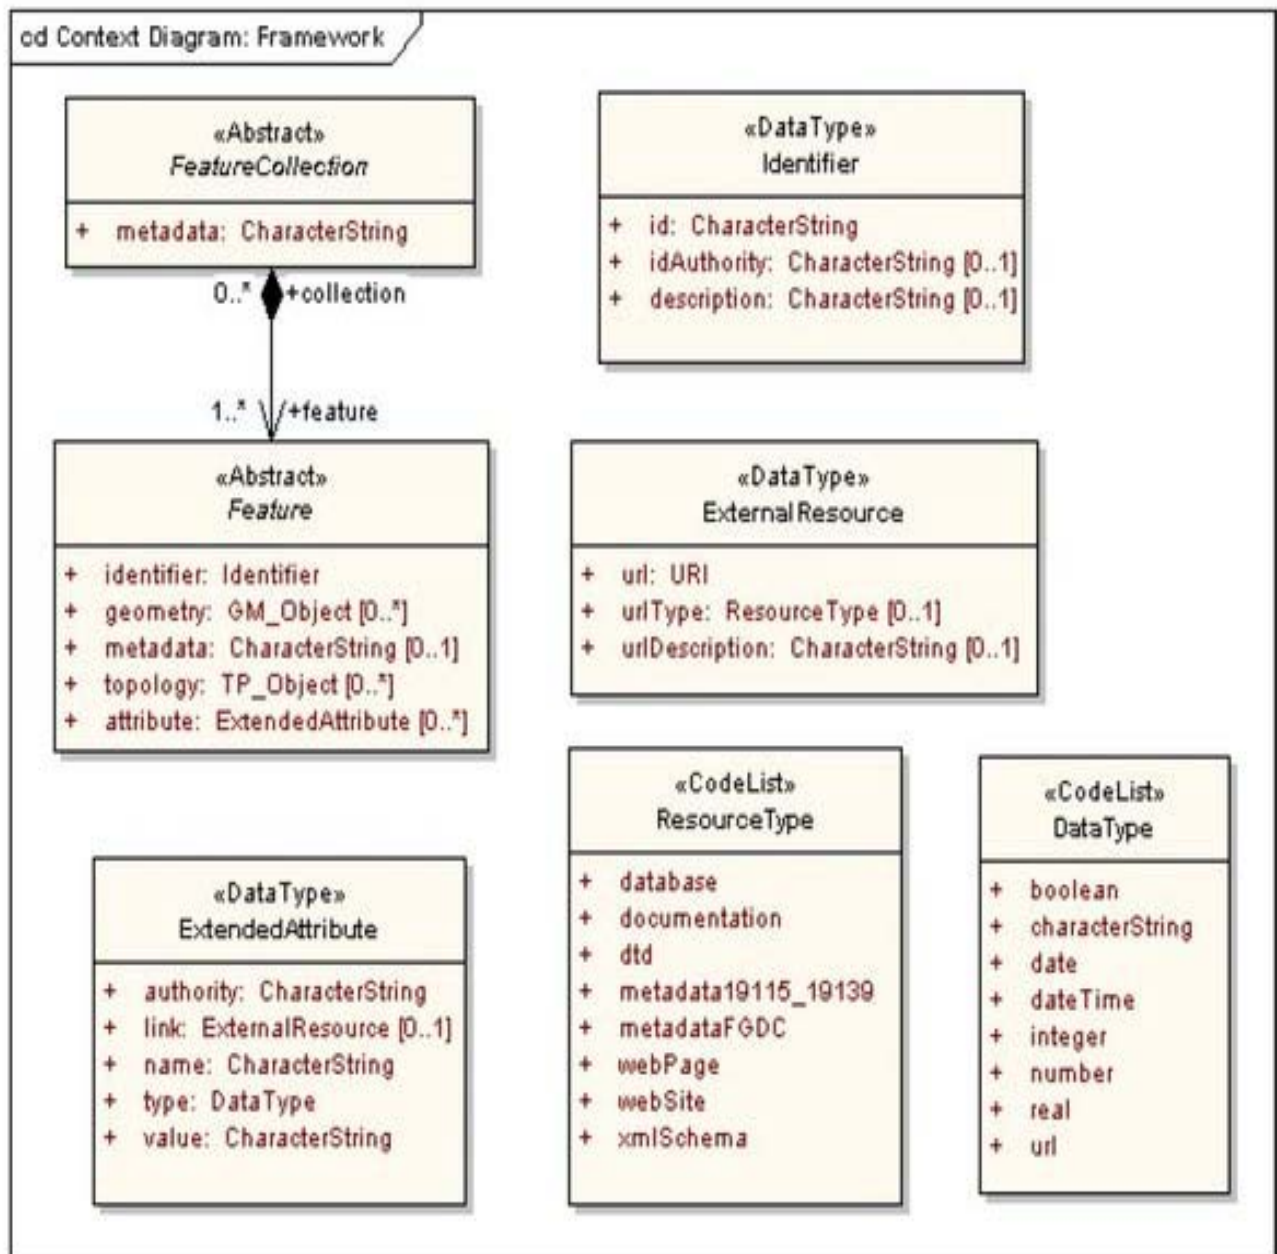 cd Context Diagram: Framework
«Abstract»
FeatureCollection
+ metadata: CharacterString
0..* +collection
1..* +feature
«Abstract»
Feature
+ identifier: Identifier
+ geometry: GM_Object [0..*]
+ metadata: CharacterString [0..1]
+ topology: TP_Object [0..*]
+ attribute: ExtendedAttribute [0..*]
«DataType»
ExtendedAttribute
+ authority: CharacterString
+ link: ExternalResource [0..1]
+ name: CharacterString
+ type: DataType
+ value: CharacterString
«DataType»
Identifier
+ id: CharacterString
+ idAuthority: CharacterString [0..1]
+ description: CharacterString [0..1]
«DataType»
ExternalResource
+ url: URI
+ urlType: ResourceType [0..1]
+ urlDescription: CharacterString [0..1]
«CodeList»
ResourceType
+ database
+ documentation
+ dtd
+ metadata19115_19139
+ metadataFGDC
+ webPage
+ webSite
+ xmlSchema
«CodeList»
DataType
+ boolean
+ characterString
+ date
+ dateTime
+ integer
+ number
+ real
+ url